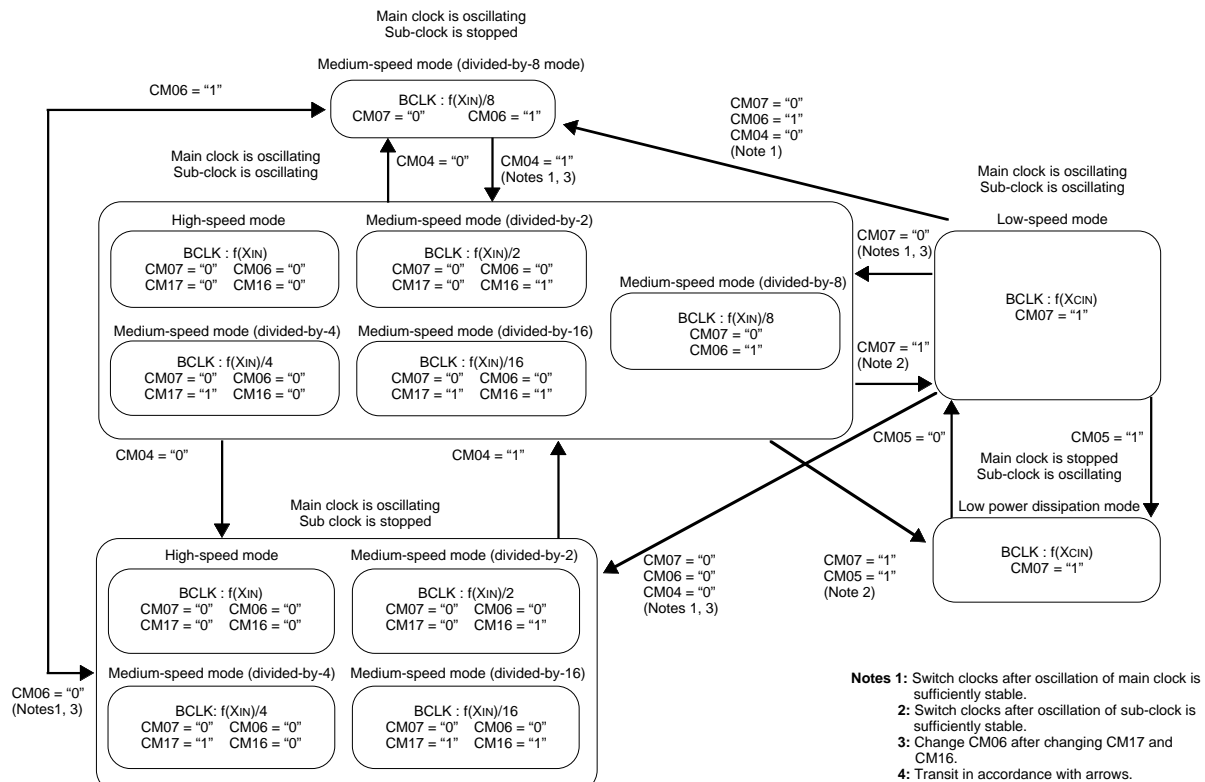 Main clock is oscillating
Sub-clock is stopped
Medium-speed mode (divided-by-8 mode)
CM06 = “1”
BCLK : f(XIN)/8
CM07 = “0” CM06 = “1”
CM07 = “0”
CM06 = “1”
CM04 = “0”
(Note 1)
Main clock is oscillating
Sub-clock is oscillating
CM04 = “0”
CM04 = “1”
(Notes 1, 3)
Main clock is oscillating
Sub-clock is oscillating
Low-speed mode
High-speed mode
BCLK : f(XIN)
CM07 = “0” CM06 = “0”
CM17 = “0” CM16 = “0”
Medium-speed mode (divided-by-2)
BCLK : f(XIN)/2
CM07 = “0” CM06 = “0”
CM17 = “0” CM16 = “1”
Medium-speed mode (divided-by-8)
BCLK : f(XIN)/8
CM07 = “0”
CM06 = “1”
CM07 = “0”
(Notes 1, 3)
BCLK : f(XCIN)
CM07 = “1”
Medium-speed mode (divided-by-4)
BCLK : f(XIN)/4
CM07 = “0” CM06 = “0”
CM17 = “1” CM16 = “0”
Medium-speed mode (divided-by-16)
BCLK : f(XIN)/16
CM07 = “0” CM06 = “0”
CM17 = “1” CM16 = “1”
CM07 = “1”
(Note 2)
CM04 = “0”
CM04 = “1”
CM05 = “0”
CM05 = “1”
Main clock is stopped
Sub-clock is oscillating
Low power dissipation mode
BCLK : f(XCIN)
CM07 = “1”
Main clock is oscillating
Sub clock is stopped
High-speed mode
BCLK : f(XIN)
CM07 = “0” CM06 = “0”
CM17 = “0” CM16 = “0”
Medium-speed mode (divided-by-2)
BCLK : f(XIN)/2
CM07 = “0” CM06 = “0”
CM17 = “0” CM16 = “1”
CM07 = “0”
CM06 = “0”
CM04 = “0”
(Notes 1, 3)
CM07 = “1”
CM05 = “1”
(Note 2)
CM06 = “0”
(Notes1, 3)
Medium-speed mode (divided-by-4)
BCLK: f(XIN)/4
CM07 = “0” CM06 = “0”
CM17 = “1” CM16 = “0”
Medium-speed mode (divided-by-16)
BCLK : f(XIN)/16
CM07 = “0” CM06 = “0”
CM17 = “1” CM16 = “1”
Notes 1: Switch clocks after oscillation of main clock is
sufficiently stable.
2: Switch clocks after oscillation of sub-clock is
sufficiently stable.
3: Change CM06 after changing CM17 and
CM16.
4: Transit in accordance with arrows.